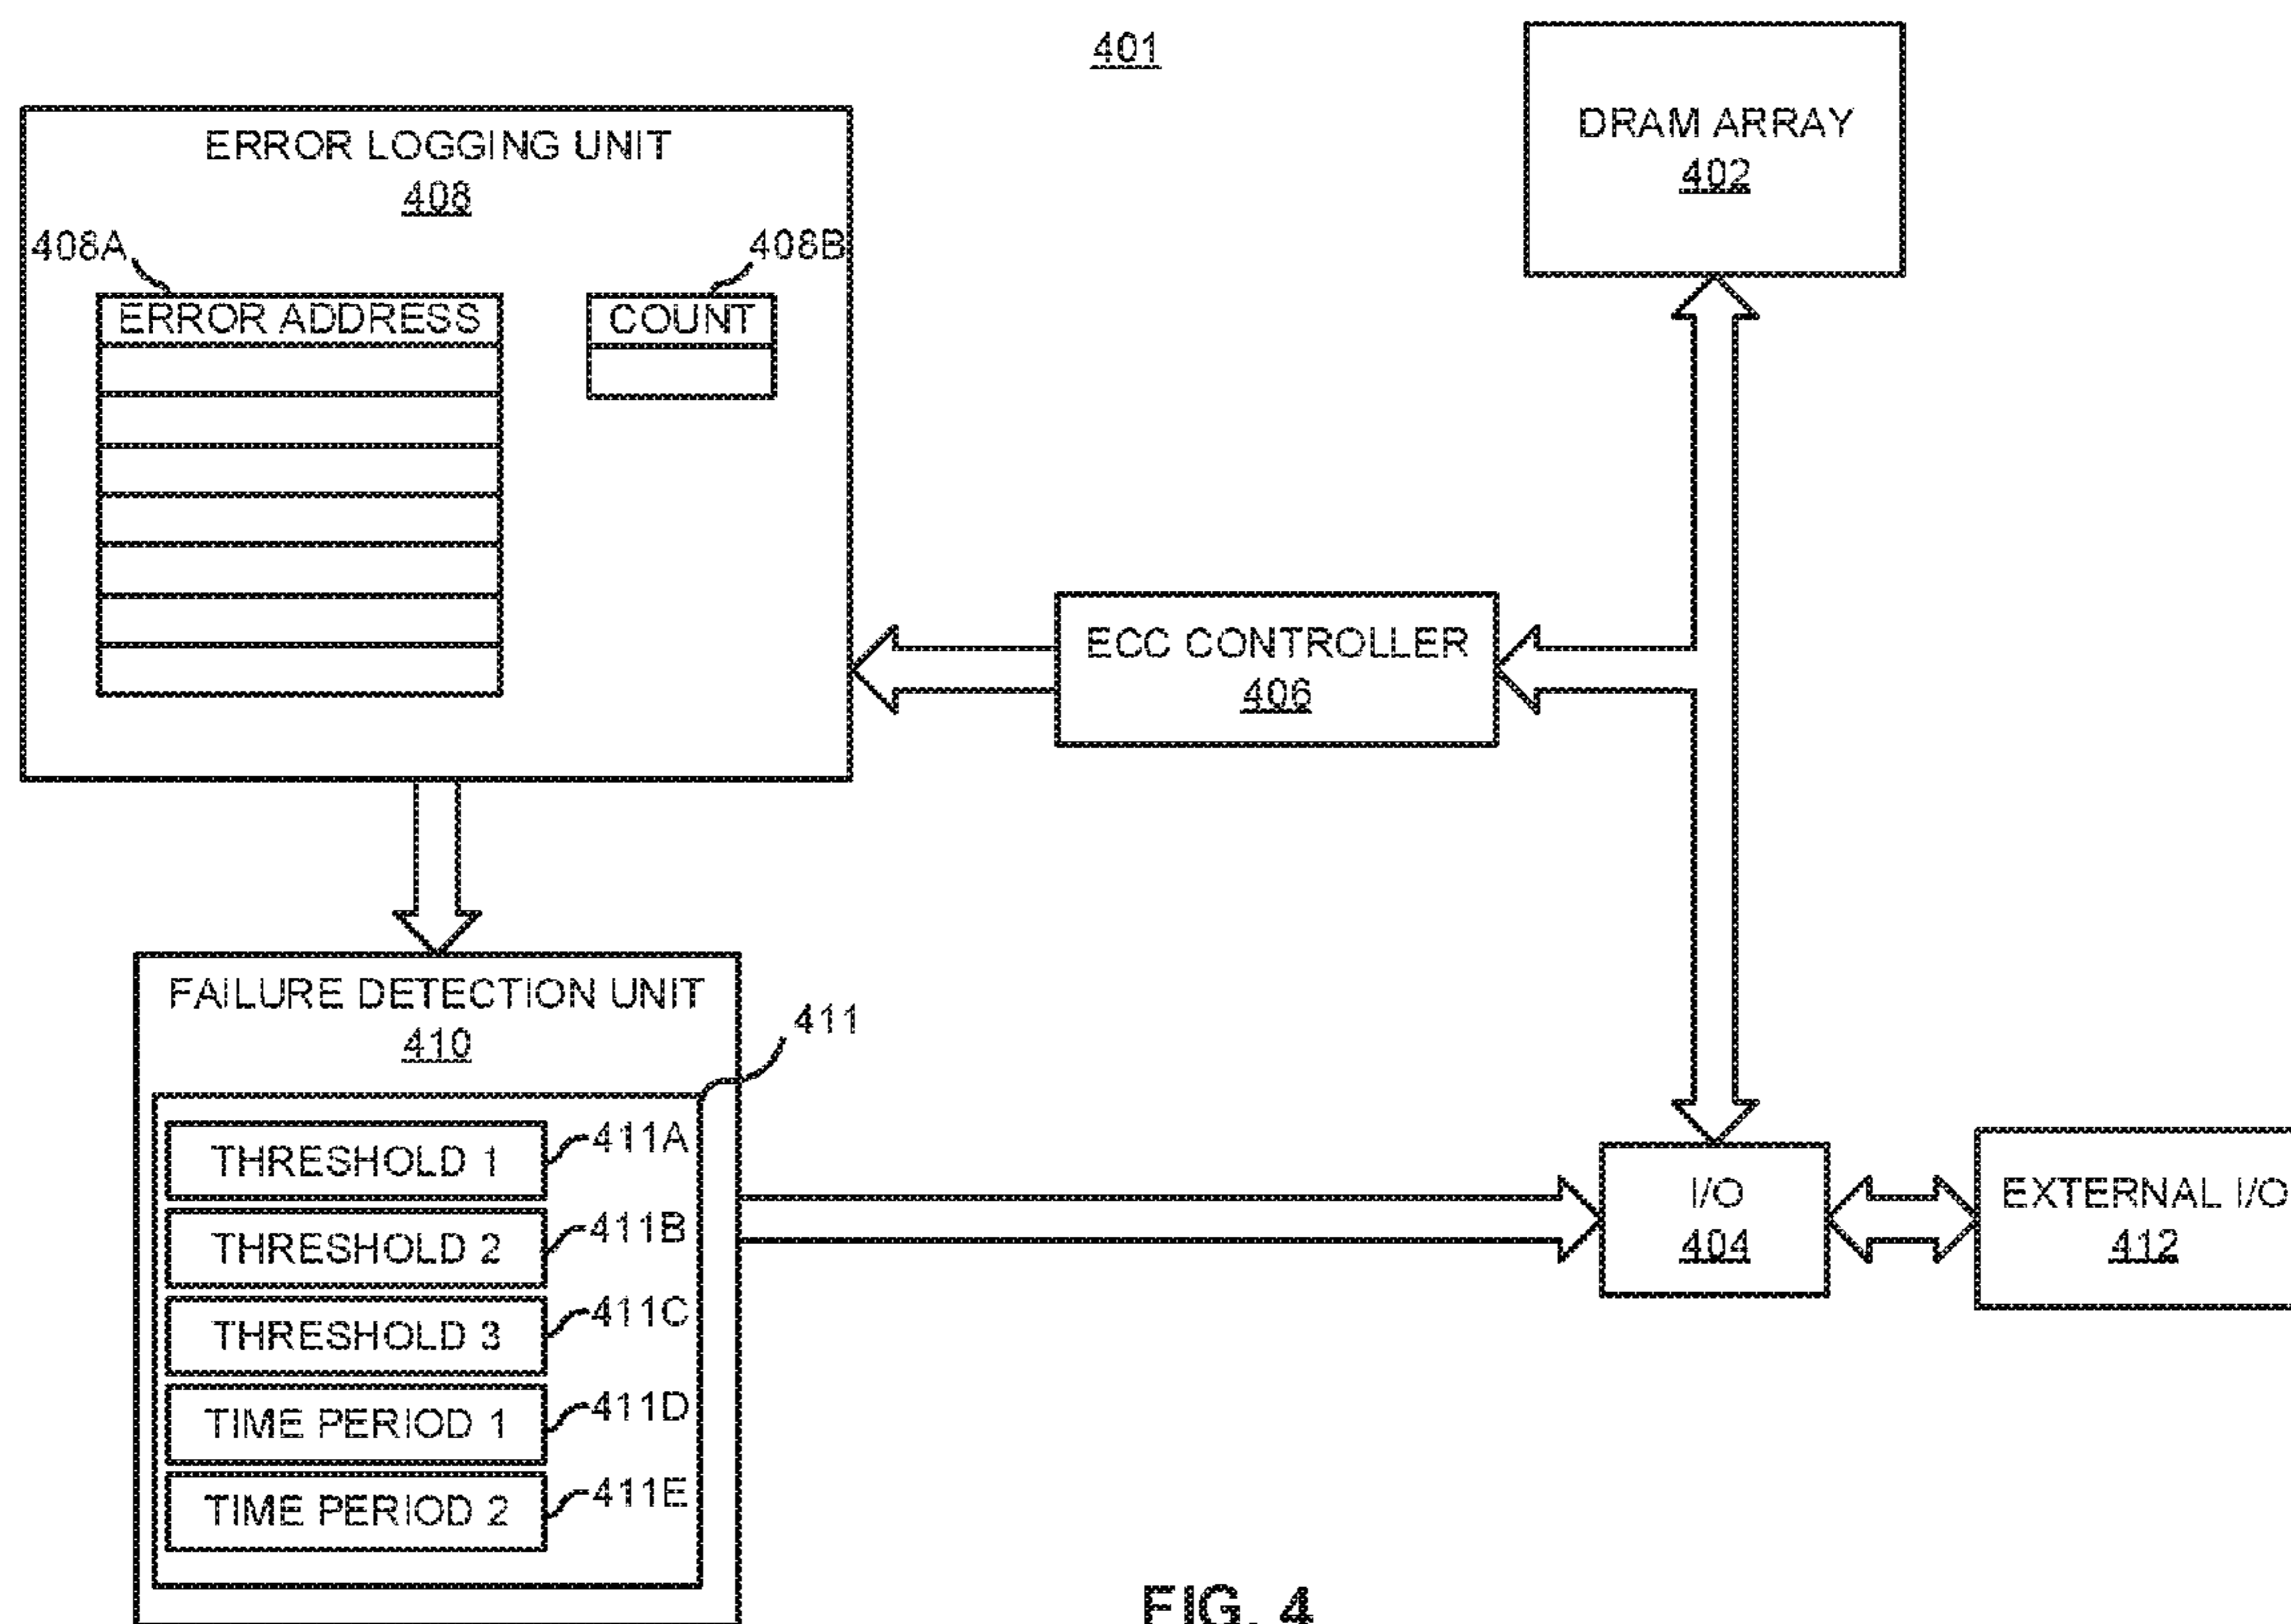 401
ERROR LOGGING UNIT
408
408A
408B
ERROR ADDRESS
COUNT
DRAM ARRAY
402
ECC CONTROLLER
406
FAILURE DETECTION UNIT
410
411
THRESHOLD 1
411A
THRESHOLD 2
411B
THRESHOLD 3
411C
TIME PERIOD 1
411D
TIME PERIOD 2
411E
I/O
404
EXTERNAL I/O
412
FIG. 4